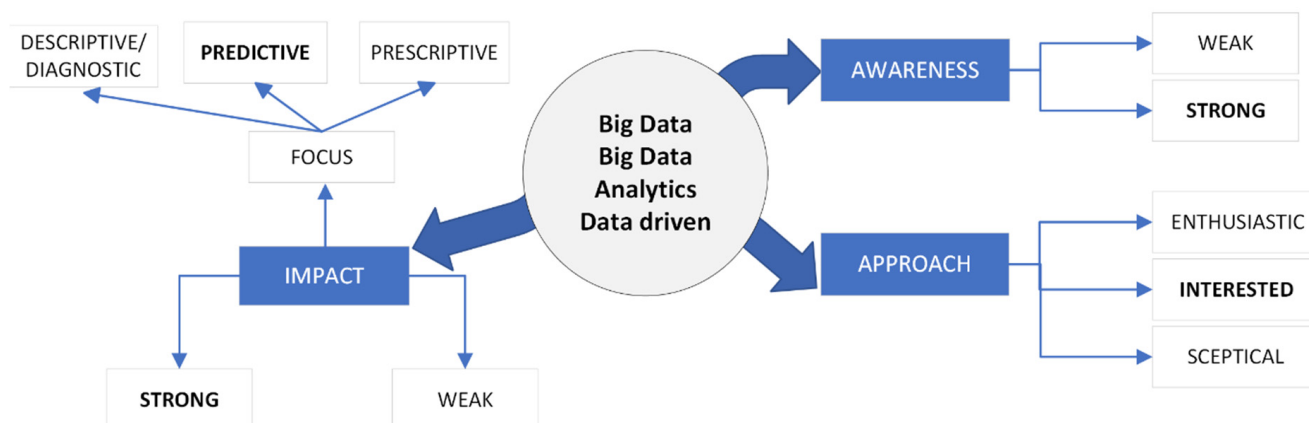 DESCRIPTIVE/
DIAGNOSTIC
PREDICTIVE
PRESCRIPTIVE
FOCUS
IMPACT
STRONG
WEAK
Big Data
Big Data
Analytics
Data driven
AWARENESS
WEAK
STRONG
APPROACH
ENTHUSIASTIC
INTERESTED
SCEPTICAL